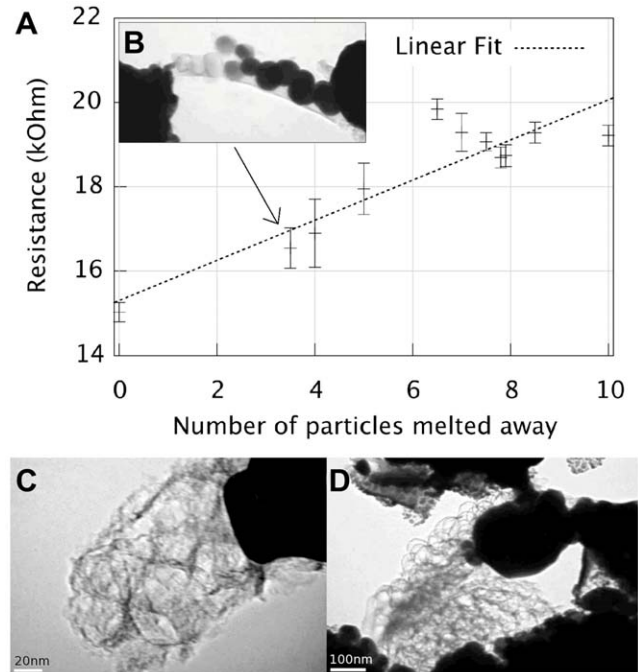 A
B
Linear Fit
22
20
18
16
14
Resistance (kOhm)
0
2
4
6
8
10
Number of particles melted away
C
20nm
D
100nm